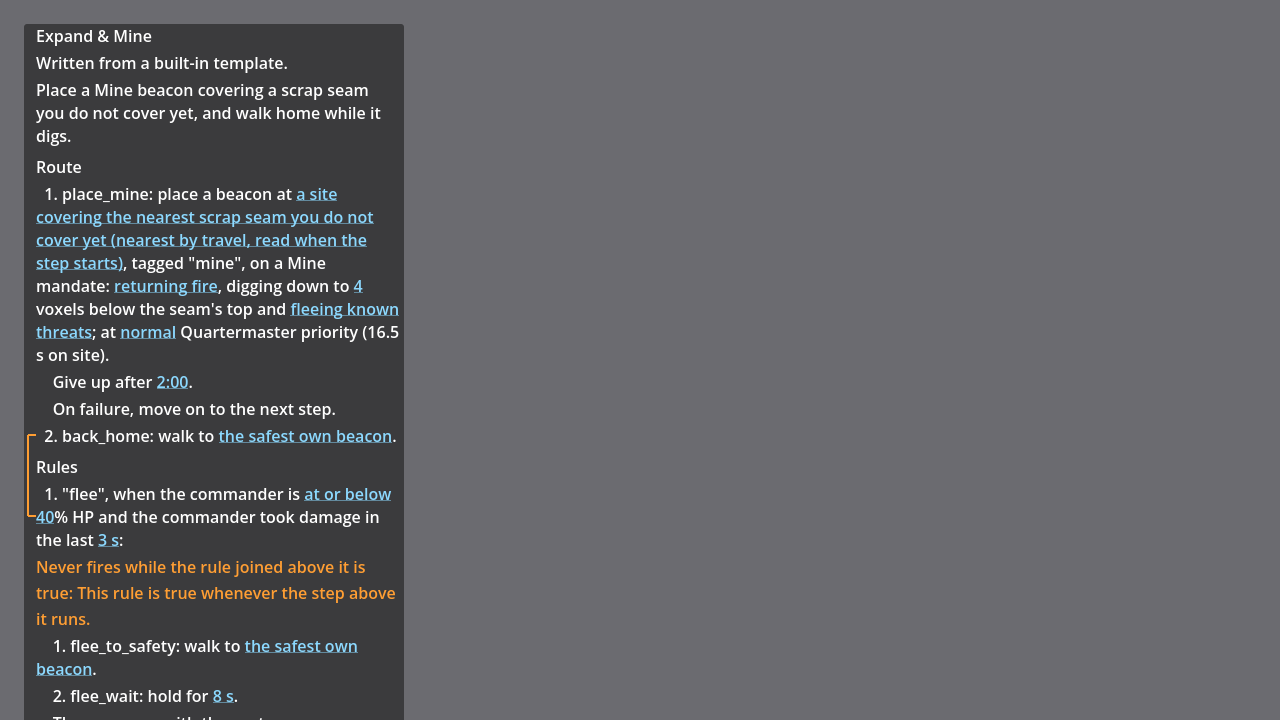 Expand & Mine
Written from a built-in template.
Place a Mine beacon covering a scrap seam
you do not cover yet, and walk home while it
digs.
Route
1. place_mine: place a beacon at a site
covering the nearest scrap seam you do not
cover yet (nearest by travel, read when the
step starts), tagged "mine", on a Mine
mandate: returning fire, digging down to 4
voxels below the seam's top and fleeing known
threats; at normal Quartermaster priority (16.5
s on site).
Give up after 2:00.
On failure, move on to the next step.
2. back_home: walk to the safest own beacon.
Rules
1. "flee", when the commander is at or below
40% HP and the commander took damage in
the last 3 s:
Never fires while the rule joined above it is
true: This rule is true whenever the step above
it runs.
1. flee_to_safety: walk to the safest own
beacon.
2. flee_wait: hold for 8 s.